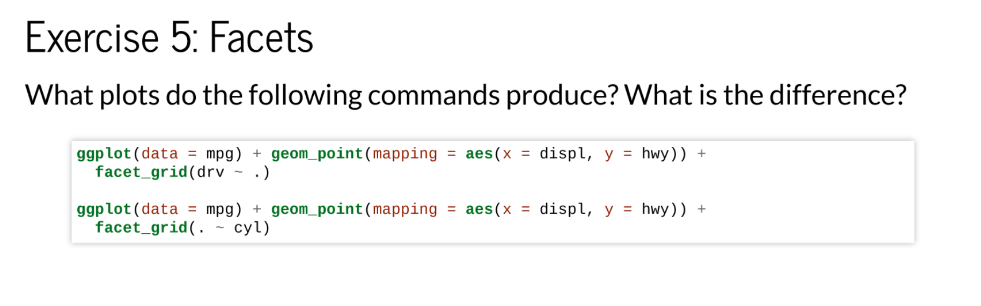 Exercise 5: Facets
What plots do the following commands produce? What is the difference?
ggplot(data = mpg) + geom_point(mapping = aes(x = displ, y = hwy)) +
  facet_grid(drv ~ .)
ggplot(data = mpg) + geom_point(mapping = aes(x = displ, y = hwy)) +
  facet_grid(. ~ cyl)